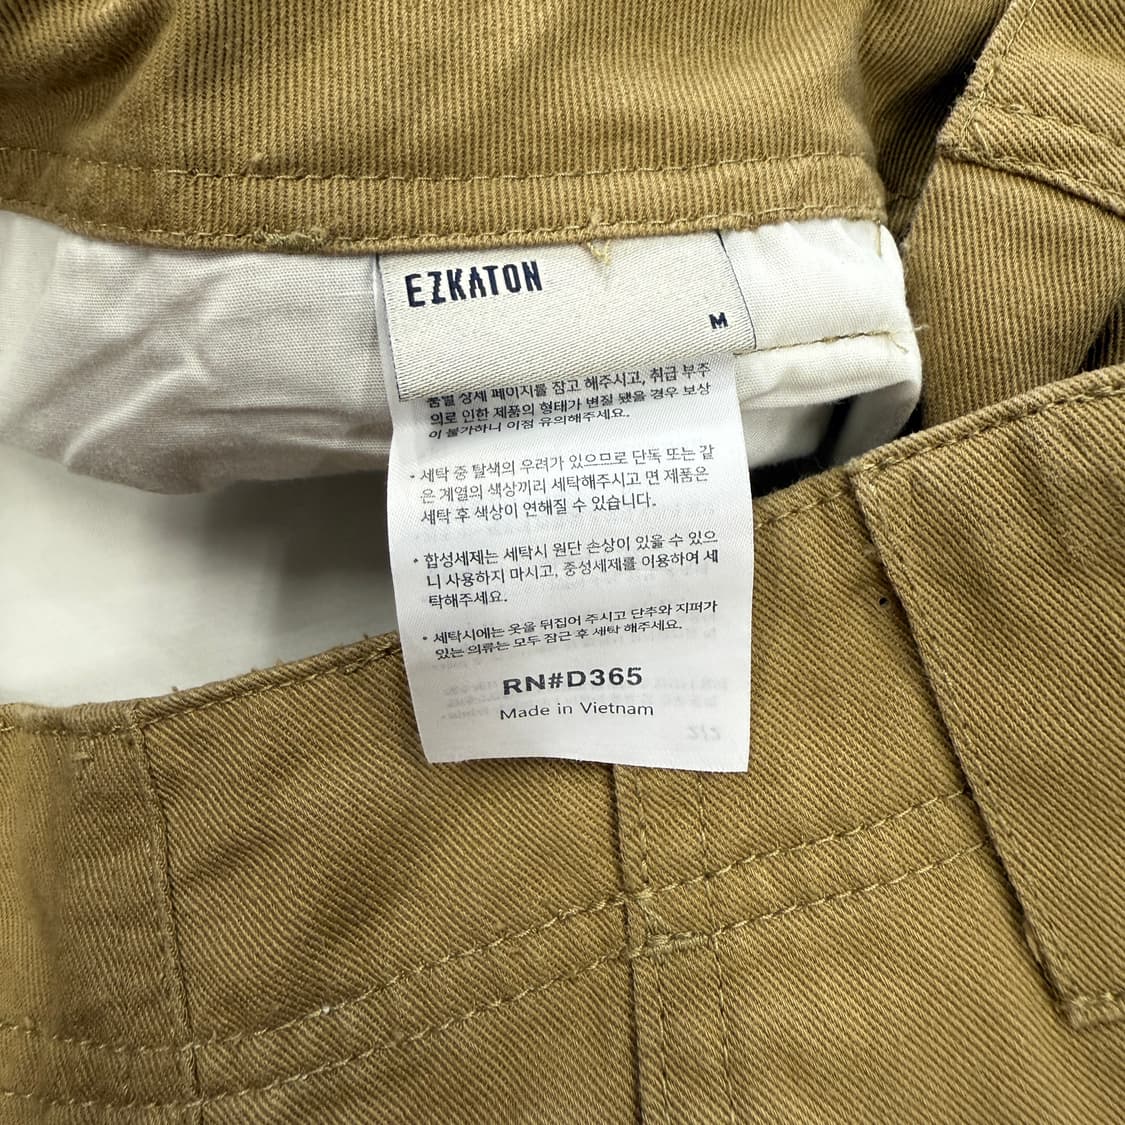 EZKATON
M
품별 상세 페이지를 참고 해주시고, 취급 부주
의로 인한 제품의 형태가 변질 됐을 경우 보상
이 불가하니 이점 유의해주세요.
• 세탁 중 탈색의 우려가 있으므로 단독 또는 같
은 계열의 색상끼리 세탁해주시고 면 제품은
세탁 후 색상이 연해질 수 있습니다.
• 합성세제는 세탁시 원단 손상이 있을 수 있으
니 사용하지 마시고, 중성세제를 이용하여 세
탁해주세요.
• 세탁시에는 옷을 뒤집어 주시고 단추와 지퍼가
있는 의류는 모두 잠근 후 세탁 해주세요.
RN#D365
Made in Vietnam
2/2